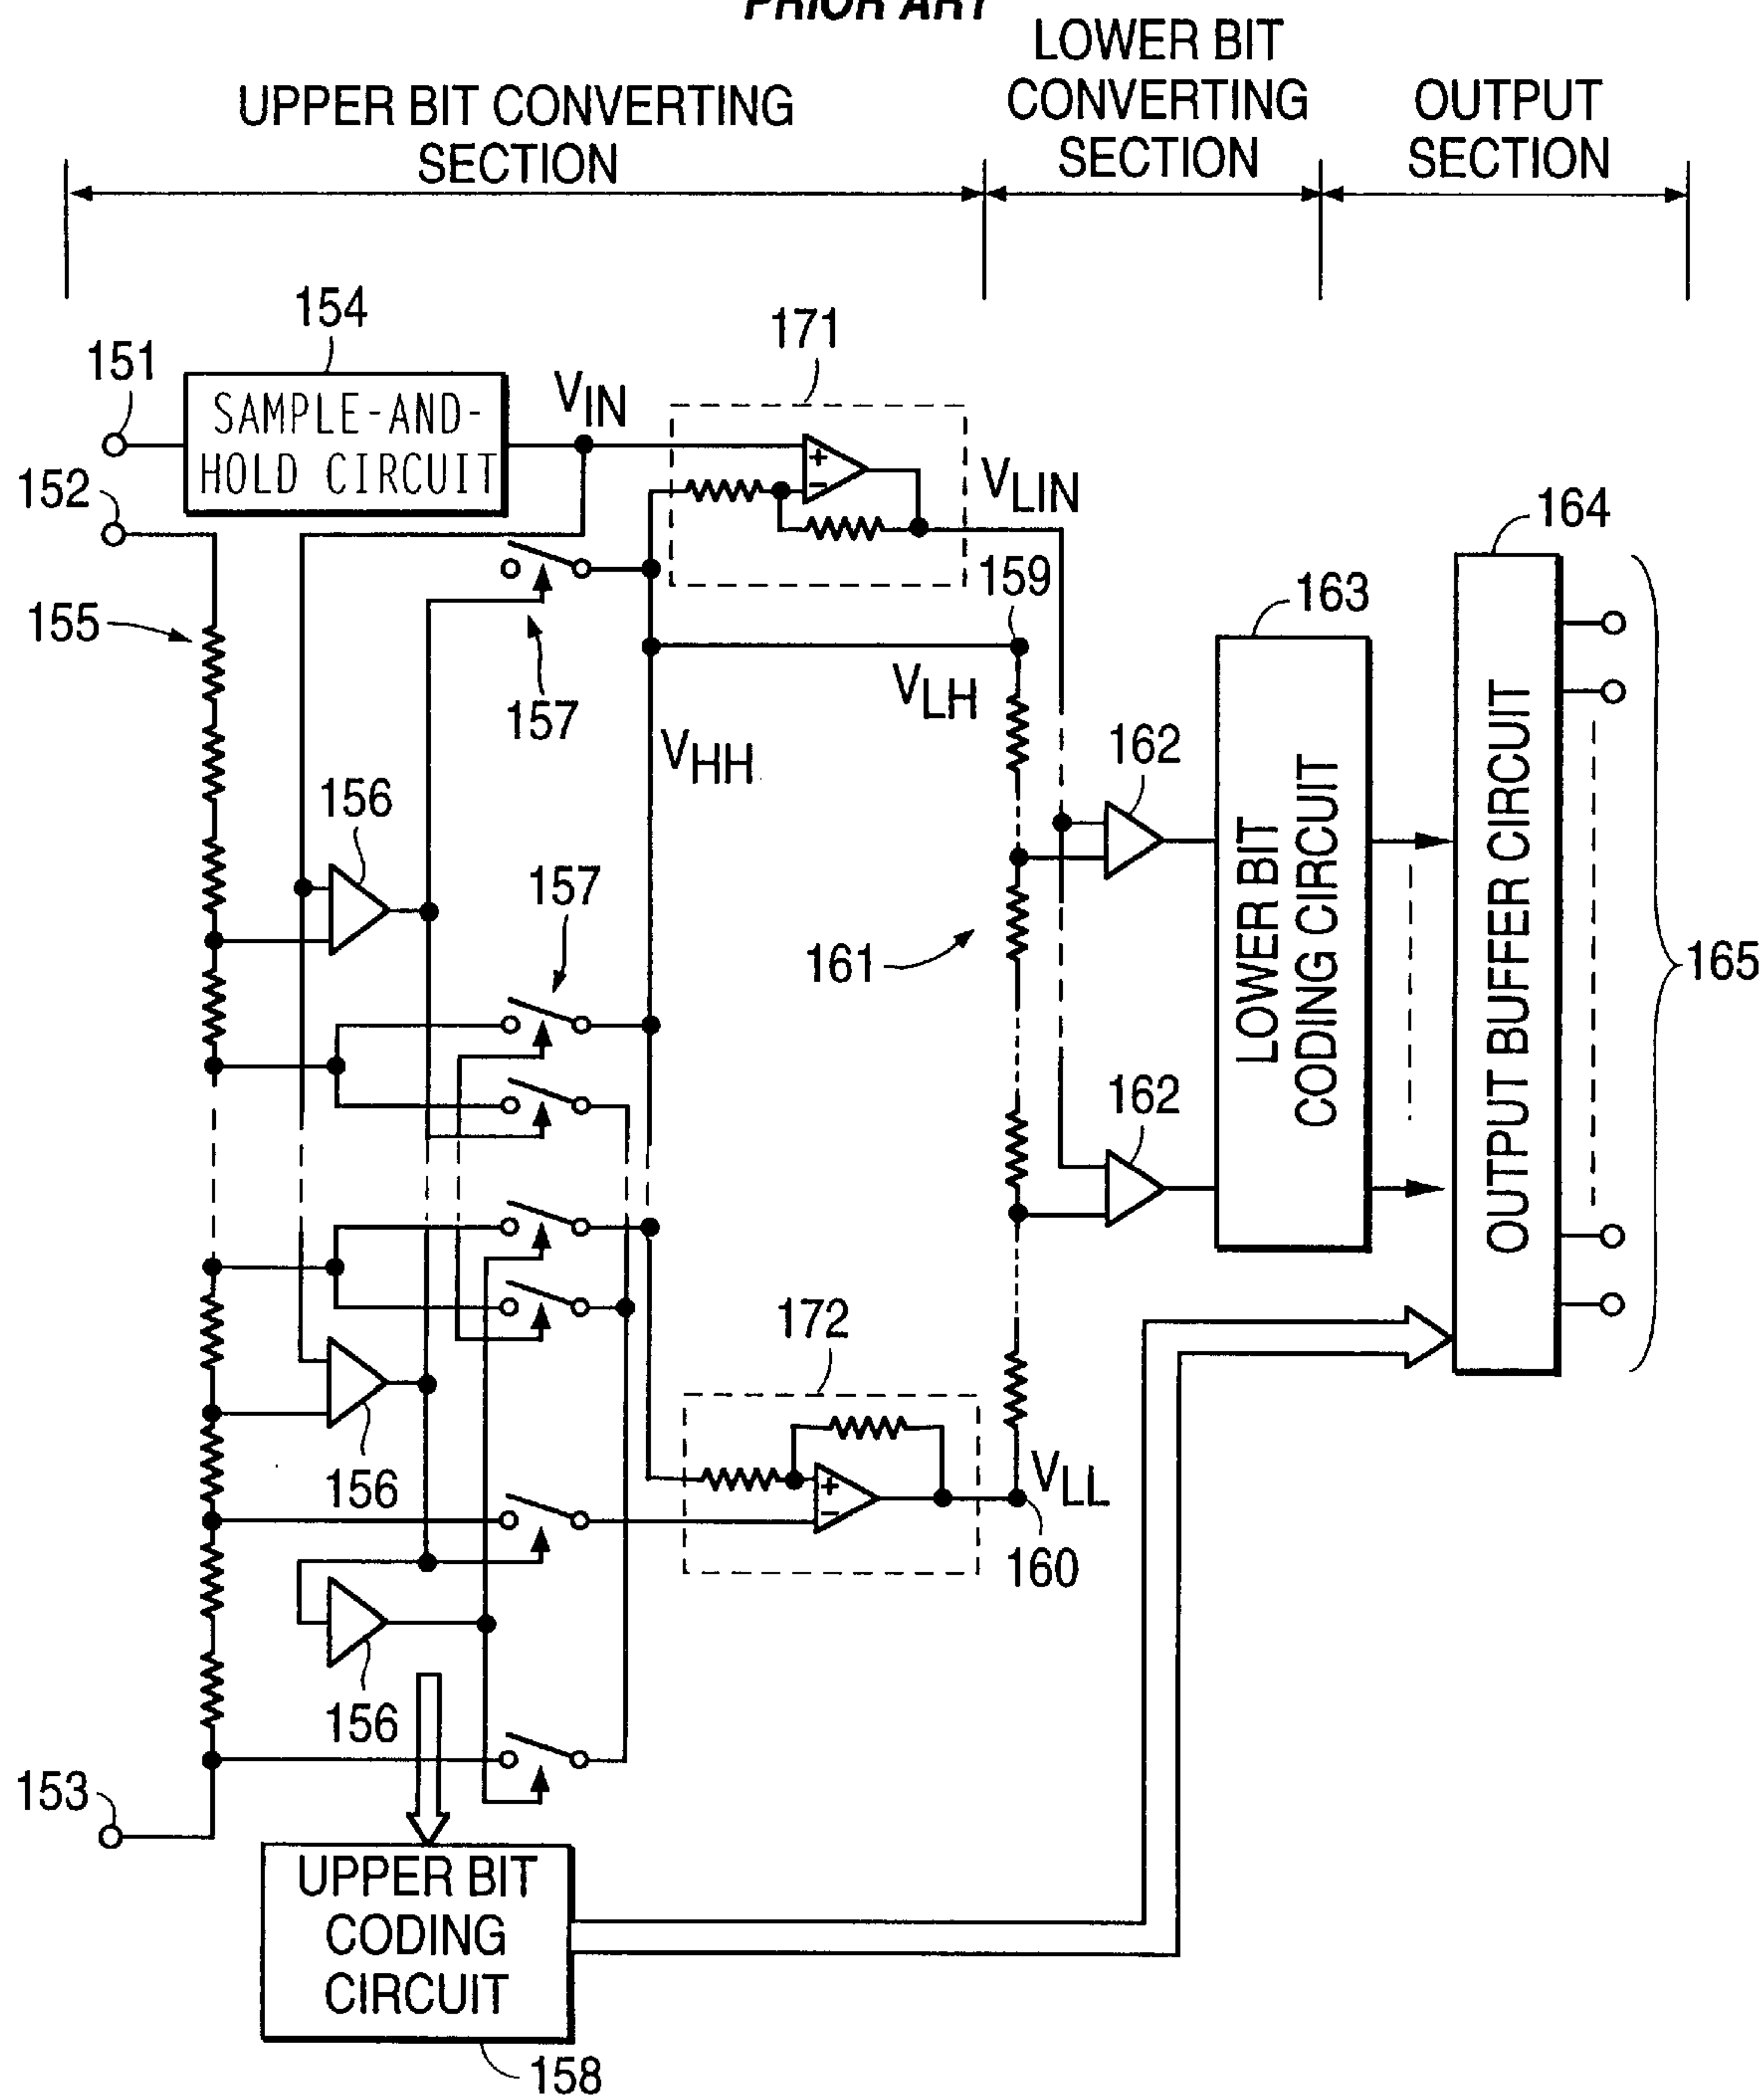 PRIOR ART
UPPER BIT CONVERTING
SECTION
LOWER BIT
CONVERTING
SECTION
OUTPUT
SECTION
154
171
151
SAMPLE-AND-
HOLD CIRCUIT
VIN
152
VLIN
164
159
163
155
157
VLH
162
VHH
156
157
161
165
LOWER BIT
CODING CIRCUIT
OUTPUT BUFFER CIRCUIT
162
172
156
VLL
160
156
153
UPPER BIT
CODING
CIRCUIT
158